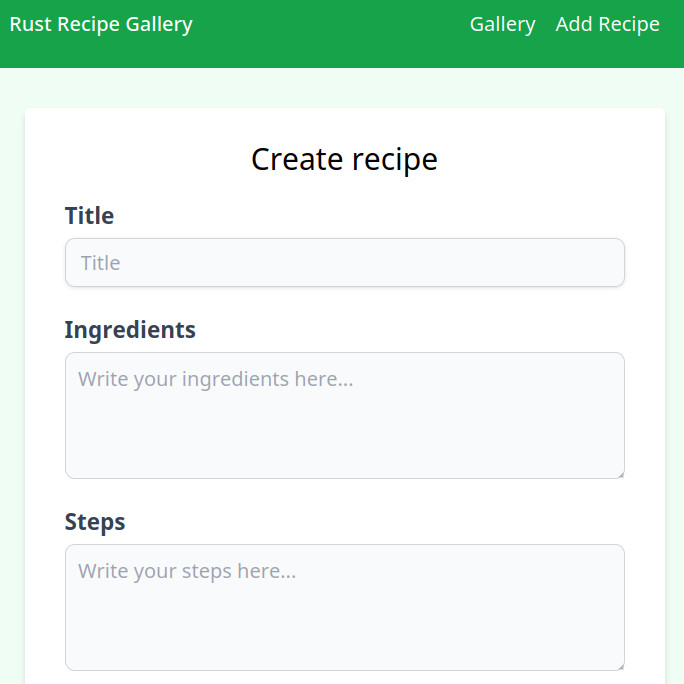 Rust Recipe Gallery Gallery Add Recipe
Create recipe
Title
Title
Ingredients
Write your ingredients here...
Steps
Write your steps here...